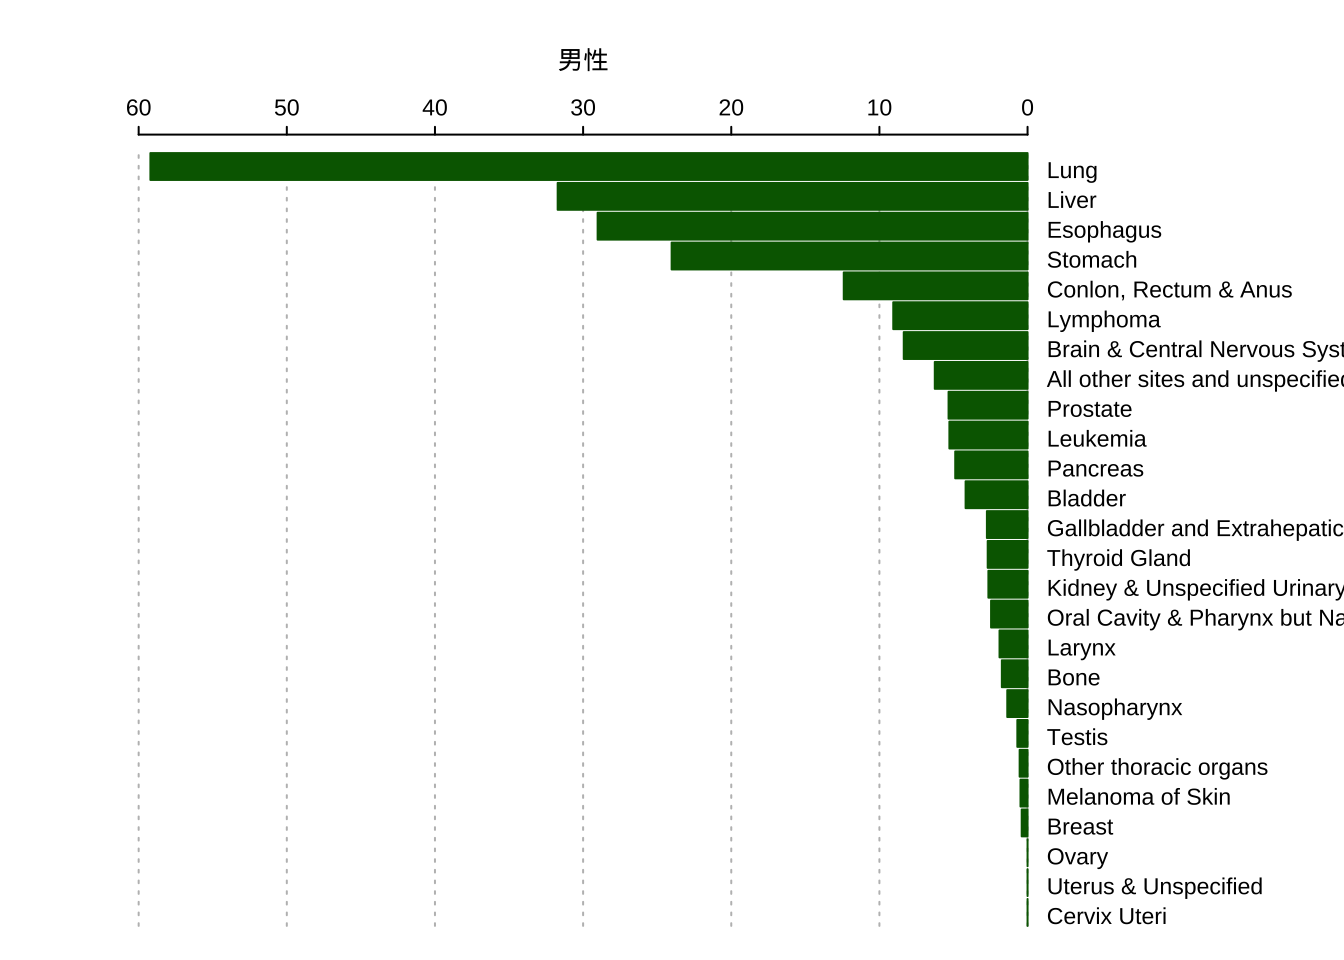 男性
60 50 40 30 20 10 0
Lung
Liver
Esophagus
Stomach
Conlon, Rectum & Anus
Lymphoma
Brain & Central Nervous Syst
All other sites and unspecified
Prostate
Leukemia
Pancreas
Bladder
Gallbladder and Extrahepatic
Thyroid Gland
Kidney & Unspecified Urinary
Oral Cavity & Pharynx but Na
Larynx
Bone
Nasopharynx
Testis
Other thoracic organs
Melanoma of Skin
Breast
Ovary
Uterus & Unspecified
Cervix Uteri